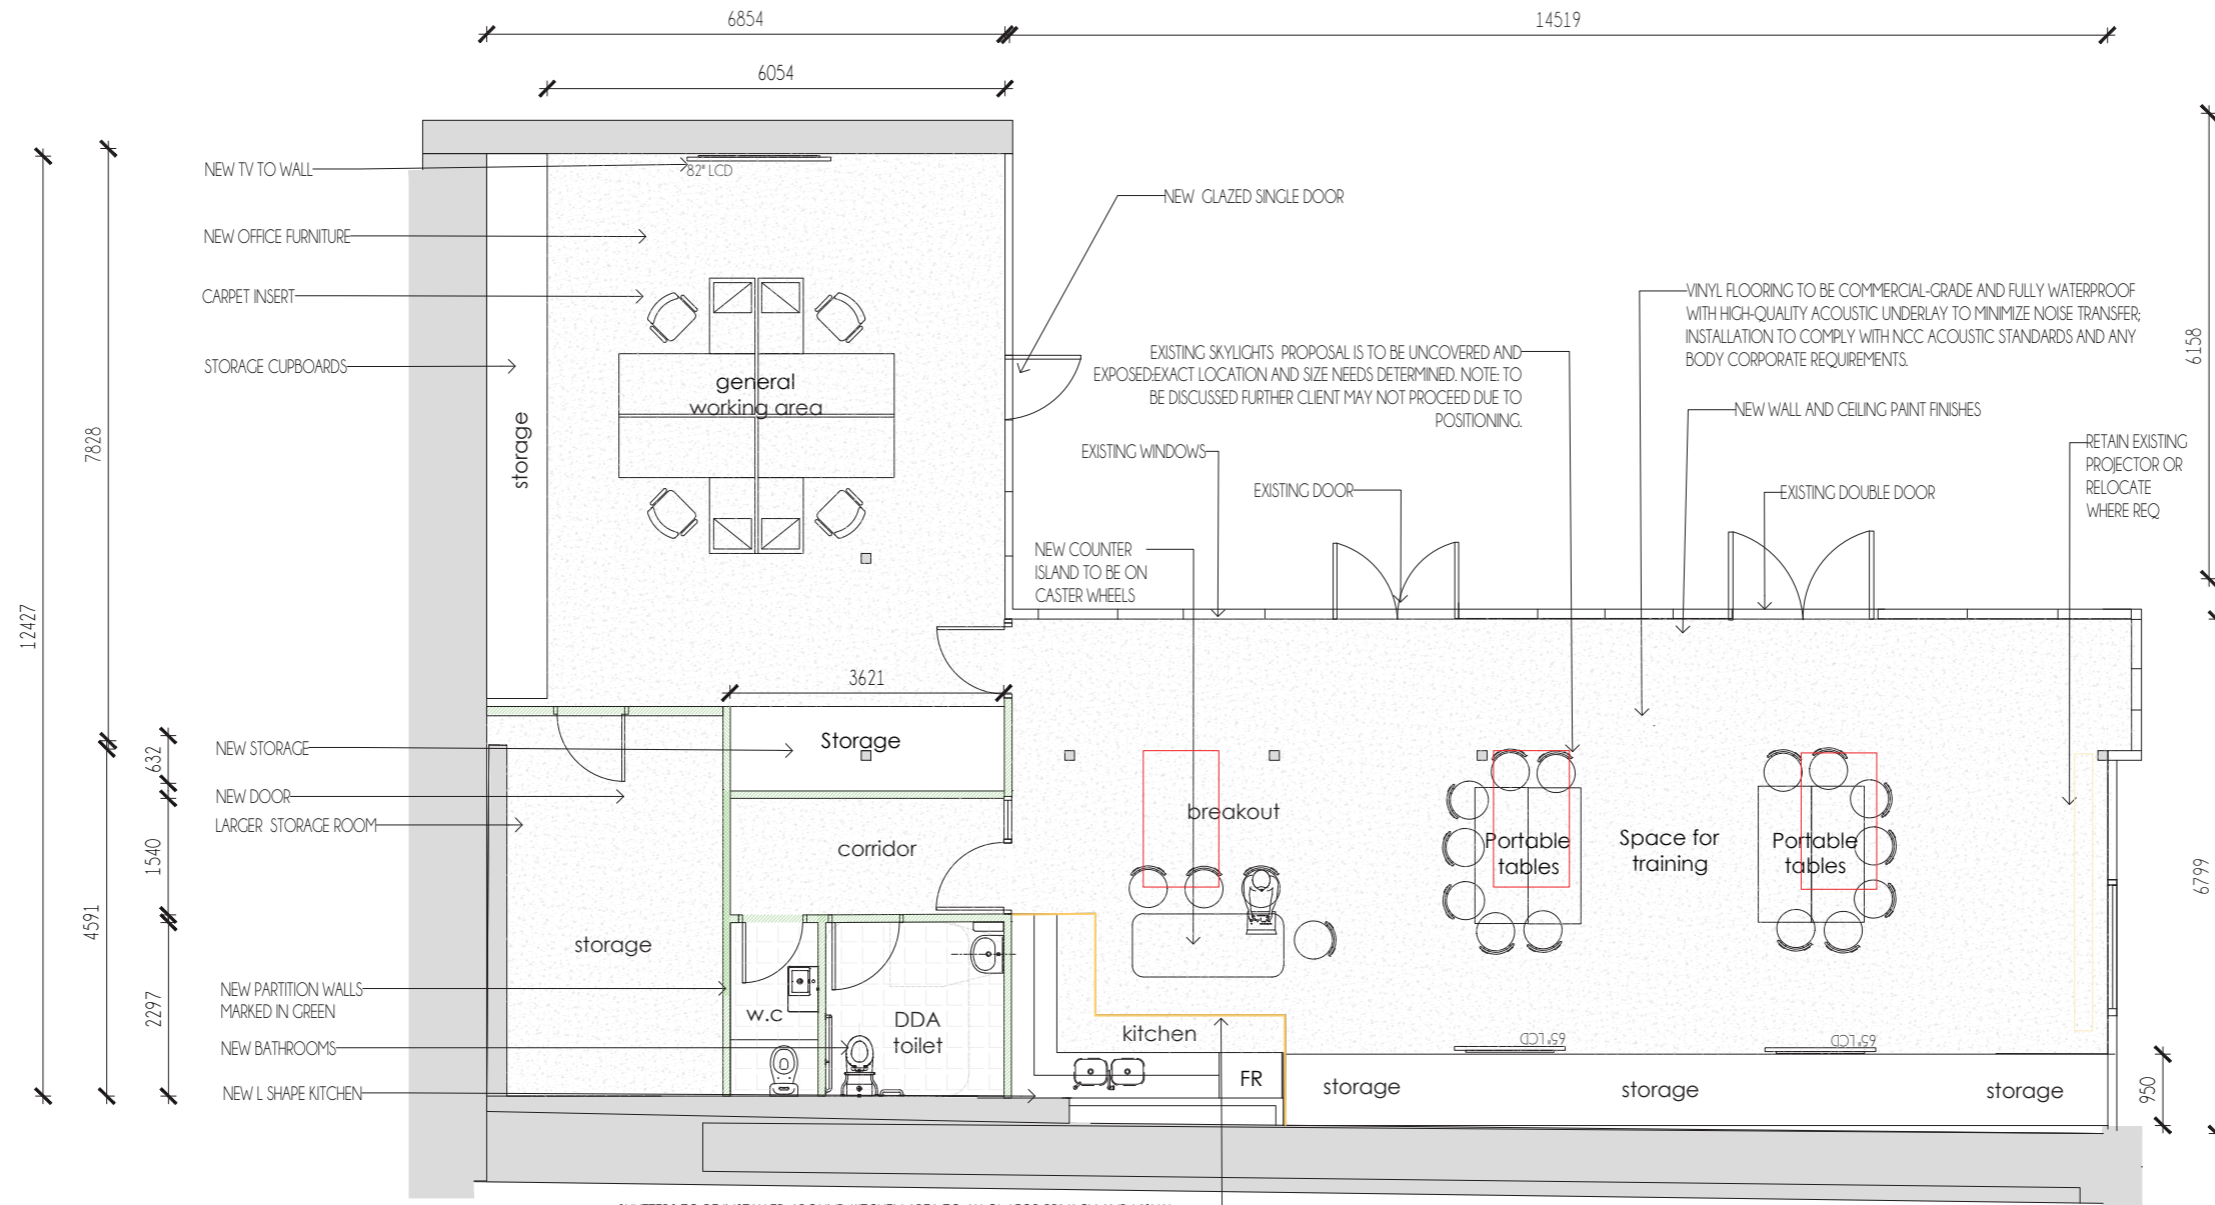 6854
14519
6054
NEW TV TO WALL
82" LCD
NEW GLAZED SINGLE DOOR
NEW OFFICE FURNITURE
CARPET INSERT
STORAGE CUPBOARDS
general
working area
storage
VINYL FLOORING TO BE COMMERCIAL-GRADE AND FULLY WATERPROOF
WITH HIGH-QUALITY ACOUSTIC UNDERLAY TO MINIMIZE NOISE TRANSFER;
INSTALLATION TO COMPLY WITH NCC ACOUSTIC STANDARDS AND ANY
BODY CORPORATE REQUIREMENTS.
EXISTING SKYLIGHTS PROPOSAL IS TO BE UNCOVERED AND
EXPOSED:EXACT LOCATION AND SIZE NEEDS DETERMINED. NOTE: TO
BE DISCUSSED FURTHER CLIENT MAY NOT PROCEED DUE TO
POSITIONING.
6158
NEW WALL AND CEILING PAINT FINISHES
RETAIN EXISTING
PROJECTOR OR
RELOCATE
WHERE REQ
EXISTING WINDOWS
EXISTING DOOR
EXISTING DOUBLE DOOR
NEW COUNTER
ISLAND TO BE ON
CASTER WHEELS
7828
12427
3621
NEW STORAGE
Storage
632
NEW DOOR
LARGER STORAGE ROOM
1540
corridor
breakout
Portable
tables
Space for
training
Portable
tables
6799
4591
storage
NEW PARTITION WALLS
MARKED IN GREEN
2297
w.c
DDA
toilet
kitchen
65" LCD
65" LCD
NEW BATHROOMS
NEW L SHAPE KITCHEN
FR
storage
storage
storage
950